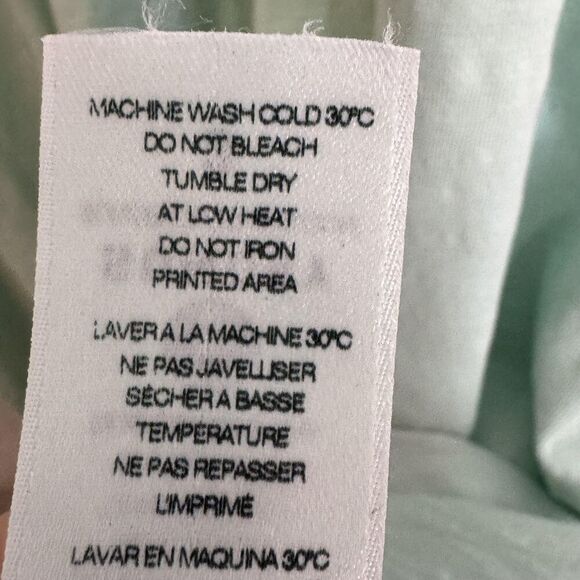 MACHINE WASH COLD 30°C
DO NOT BLEACH
TUMBLE DRY
AT LOW HEAT
DO NOT IRON
PRINTED AREA
LAVER A LA MACHINE 30°C
NE PAS JAVELLISER
SÉCHER A BASSE
TEMPÉRATURE
NE PAS REPASSER
L'IMPRIMÉ
LAVAR EN MAQUINA 30°C